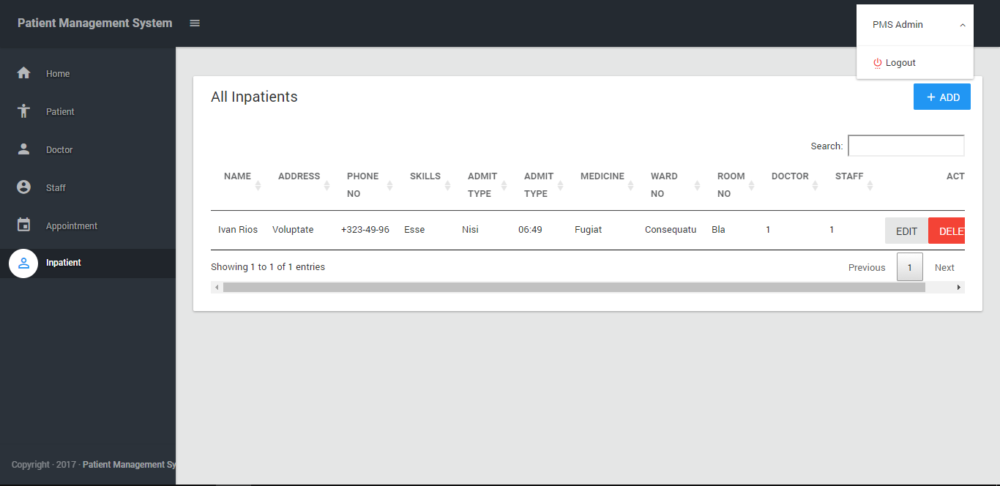 Patient Management System
PMS Admin
Logout
Home
Patient
Doctor
Staff
Appointment
Inpatient
All Inpatients
+ ADD
Search:
NAME ADDRESS PHONE NO SKILLS ADMIT TYPE ADMIT TYPE MEDICINE WARD NO ROOM NO DOCTOR STAFF ACT
Ivan Rios Voluptate +323-49-96 Esse Nisi 06:49 Fugiat Consequatu Bla 1 1 EDIT DELE
Showing 1 to 1 of 1 entries
Previous 1 Next
Copyright · 2017 · Patient Management Sy